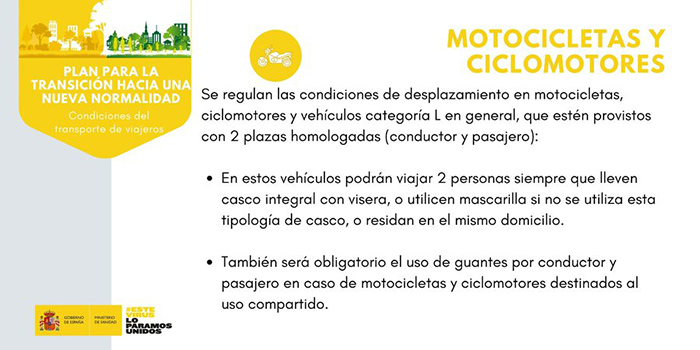 PLAN PARA LA
TRANSICIÓN HACIA UNA
NUEVA NORMALIDAD
Condiciones del
transporte de viajeros
MOTOCICLETAS Y
CICLOMOTORES
Se regulan las condiciones de desplazamiento en motocicletas,
ciclomotores y vehículos categoría L en general, que estén provistos
con 2 plazas homologadas (conductor y pasajero):
• En estos vehículos podrán viajar 2 personas siempre que lleven
casco integral con visera, o utilicen mascarilla si no se utiliza esta
tipología de casco, o residan en el mismo domicilio.
• También será obligatorio el uso de guantes por conductor y
pasajero en caso de motocicletas y ciclomotores destinados al
uso compartido.
GOBIERNO
DE ESPAÑA
MINISTERIO
DE SANIDAD
#ESTE
VIRUS
LO
PARAMOS
UNIDOS